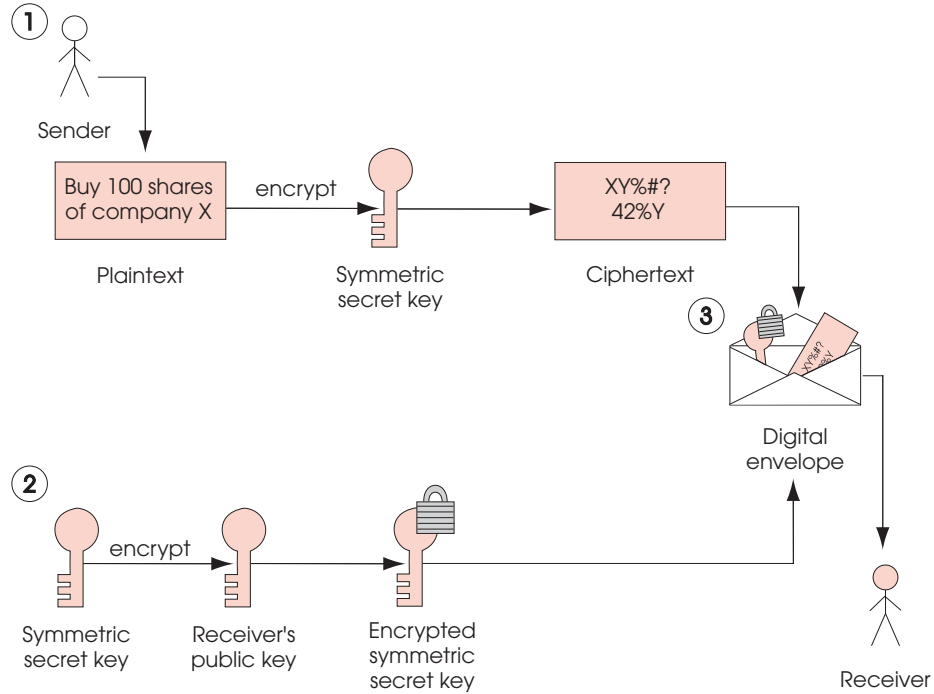 1
Sender
Buy 100 shares
of company X
encrypt
XY%#?
42%Y
Plaintext
Symmetric
secret key
Ciphertext
3
XY%#?
%Y
Digital
envelope
2
encrypt
Symmetric
secret key
Receiver's
public key
Encrypted
symmetric
secret key
Receiver